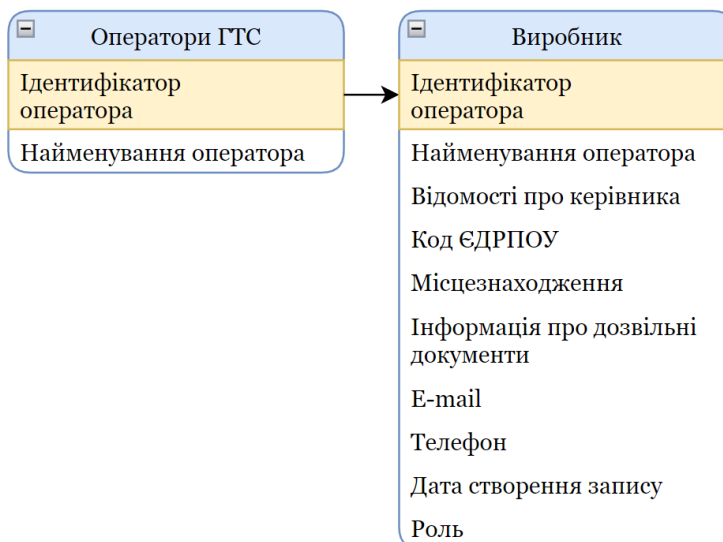 Оператори ГТС
Ідентифікатор
оператора
Найменування оператора
Виробник
Ідентифікатор
оператора
Найменування оператора
Відомості про керівника
Код ЄДРПОУ
Місцезнаходження
Інформація про дозвільні
документи
E-mail
Телефон
Дата створення запису
Роль